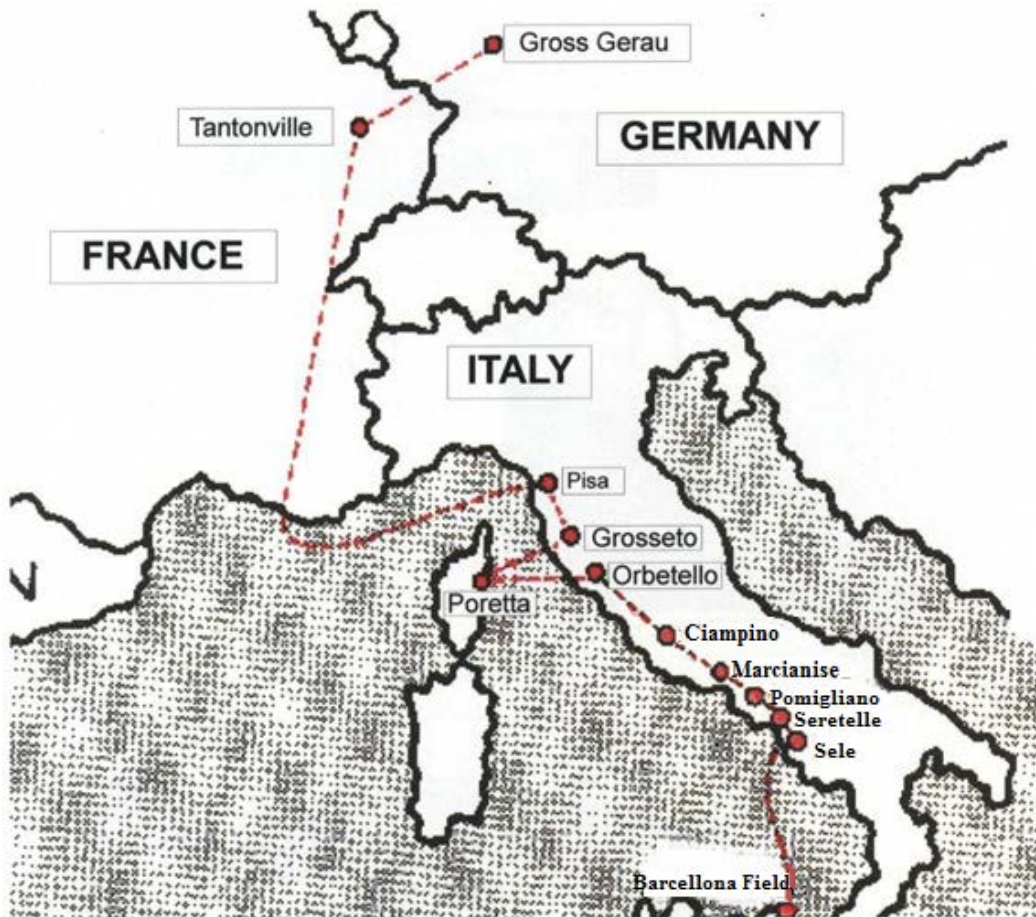 Gross Gerau
Tantonville
GERMANY
FRANCE
ITALY
Pisa
Grosseto
Orbetello
Poretta
Ciampino
Marcianise
Pomigliano
Seretelle
Sele
Barcellona Field